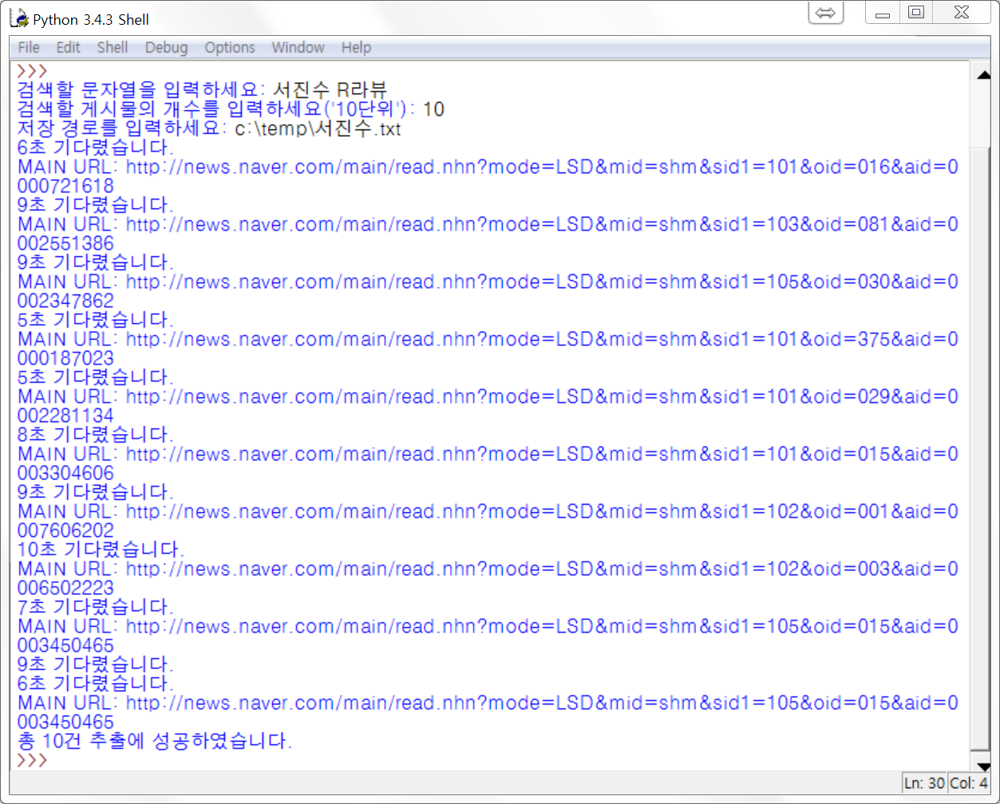 Python 3.4.3 Shell
File Edit Shell Debug Options Window Help
>>>
검색할 문자열을 입력하세요: 서진수 R라뷰
검색할 게시물의 개수를 입력하세요('10단위'): 10
저장 경로를 입력하세요: c:\temp\서진수.txt
6초 기다렸습니다.
MAIN URL: http://news.naver.com/main/read.nhn?mode=LSD&mid=shm&sid1=101&oid=016&aid=0
000721618
9초 기다렸습니다.
MAIN URL: http://news.naver.com/main/read.nhn?mode=LSD&mid=shm&sid1=103&oid=081&aid=0
002551386
9초 기다렸습니다.
MAIN URL: http://news.naver.com/main/read.nhn?mode=LSD&mid=shm&sid1=105&oid=030&aid=0
002347862
5초 기다렸습니다.
MAIN URL: http://news.naver.com/main/read.nhn?mode=LSD&mid=shm&sid1=101&oid=375&aid=0
000187023
5초 기다렸습니다.
MAIN URL: http://news.naver.com/main/read.nhn?mode=LSD&mid=shm&sid1=101&oid=029&aid=0
002281134
8초 기다렸습니다.
MAIN URL: http://news.naver.com/main/read.nhn?mode=LSD&mid=shm&sid1=101&oid=015&aid=0
003304606
9초 기다렸습니다.
MAIN URL: http://news.naver.com/main/read.nhn?mode=LSD&mid=shm&sid1=102&oid=001&aid=0
007606202
10초 기다렸습니다.
MAIN URL: http://news.naver.com/main/read.nhn?mode=LSD&mid=shm&sid1=102&oid=003&aid=0
006502223
7초 기다렸습니다.
MAIN URL: http://news.naver.com/main/read.nhn?mode=LSD&mid=shm&sid1=105&oid=015&aid=0
003450465
9초 기다렸습니다.
6초 기다렸습니다.
MAIN URL: http://news.naver.com/main/read.nhn?mode=LSD&mid=shm&sid1=105&oid=015&aid=0
003450465
총 10건 추출에 성공하였습니다.
>>>
Ln: 30 Col: 4